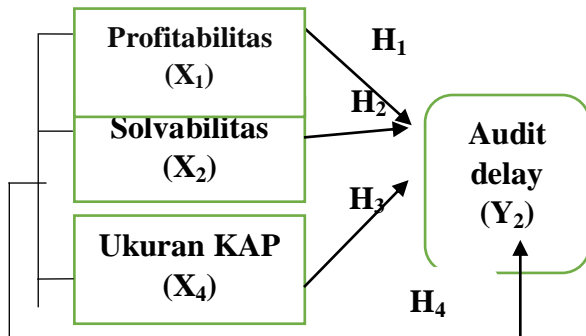 Profitabilitas
(X₁)
H₁
H₂
Solvabilitas
(X₂)
Audit
delay
(Y₂)
H₃
Ukuran KAP
(X₄)
H₄